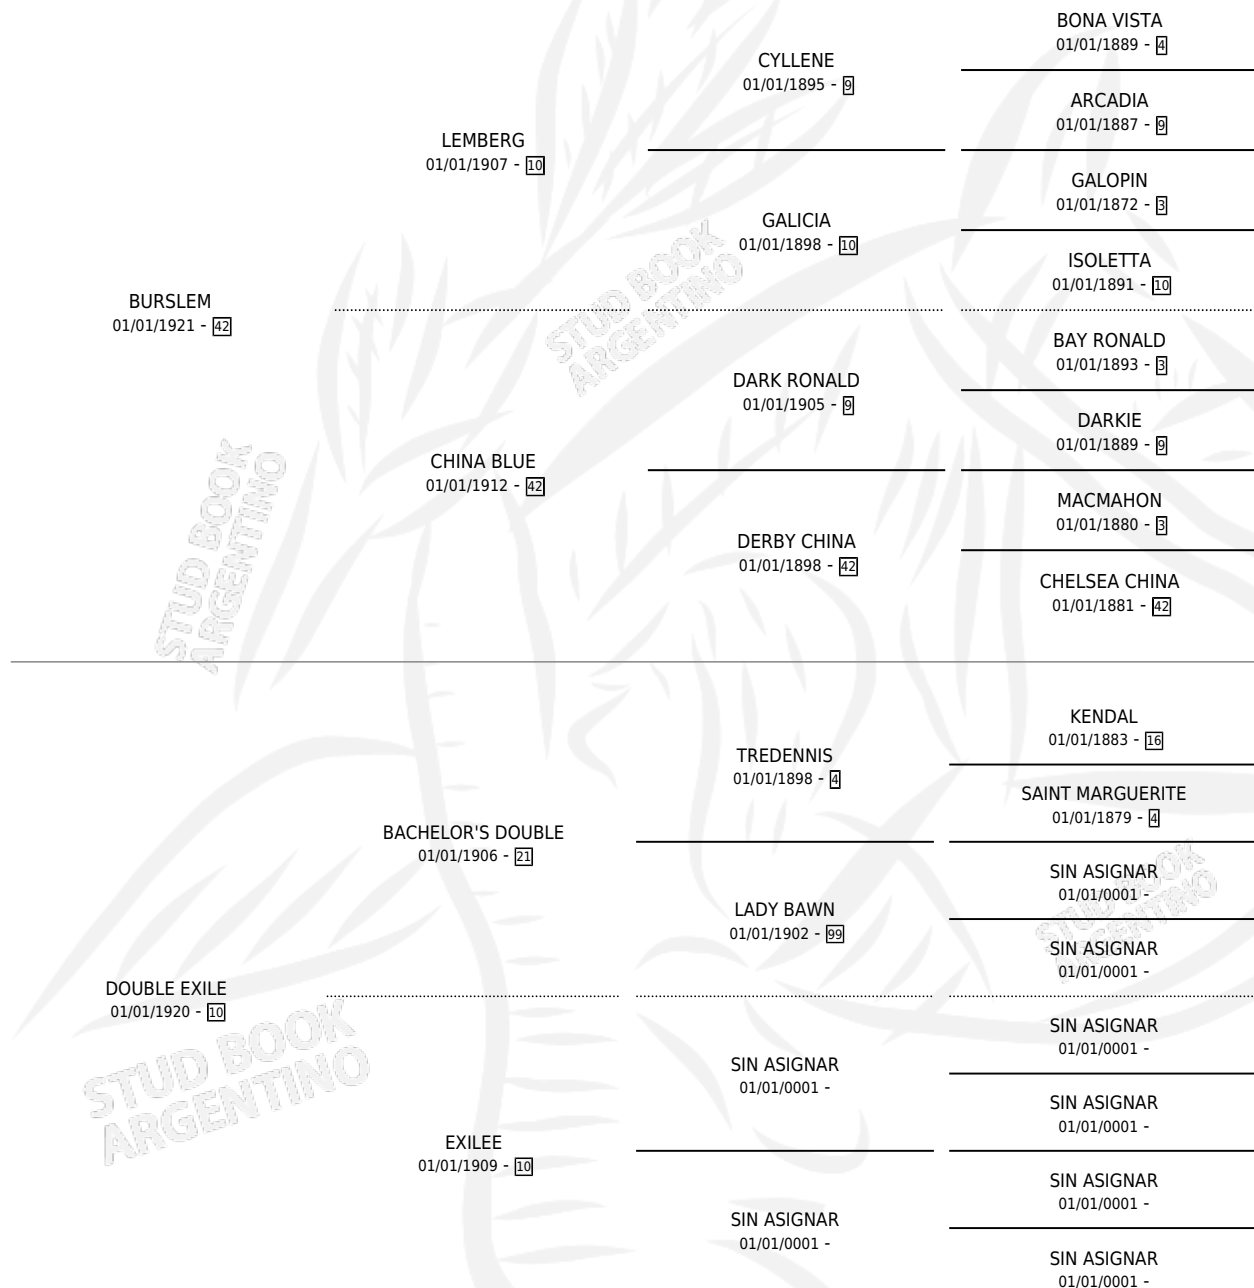 BONA VISTA
01/01/1889 - 4
CYLLENE
01/01/1895 - 9
ARCADIA
01/01/1887 - 9
LEMBERG
01/01/1907 - 10
GALOPIN
01/01/1872 - 3
GALICIA
01/01/1898 - 10
ISOLETTA
01/01/1891 - 10
BURSLEM
01/01/1921 - 42
BAY RONALD
01/01/1893 - 3
DARK RONALD
01/01/1905 - 9
DARKIE
01/01/1889 - 9
CHINA BLUE
01/01/1912 - 42
MACMAHON
01/01/1880 - 3
DERBY CHINA
01/01/1898 - 42
CHELSEA CHINA
01/01/1881 - 42
KENDAL
01/01/1883 - 16
TREDENNIS
01/01/1898 - 4
SAINT MARGUERITE
01/01/1879 - 4
BACHELOR'S DOUBLE
01/01/1906 - 21
SIN ASIGNAR
01/01/0001 -
LADY BAWN
01/01/1902 - 99
SIN ASIGNAR
01/01/0001 -
DOUBLE EXILE
01/01/1920 - 10
SIN ASIGNAR
01/01/0001 -
SIN ASIGNAR
01/01/0001 -
SIN ASIGNAR
01/01/0001 -
EXILEE
01/01/1909 - 10
SIN ASIGNAR
01/01/0001 -
SIN ASIGNAR
01/01/0001 -
SIN ASIGNAR
01/01/0001 -
STUD BOOK
ARGENTINO
STUD BOOK
ARGENTINO
STUD BOOK
ARGENTINO
STUD BOOK
ARGENTINO